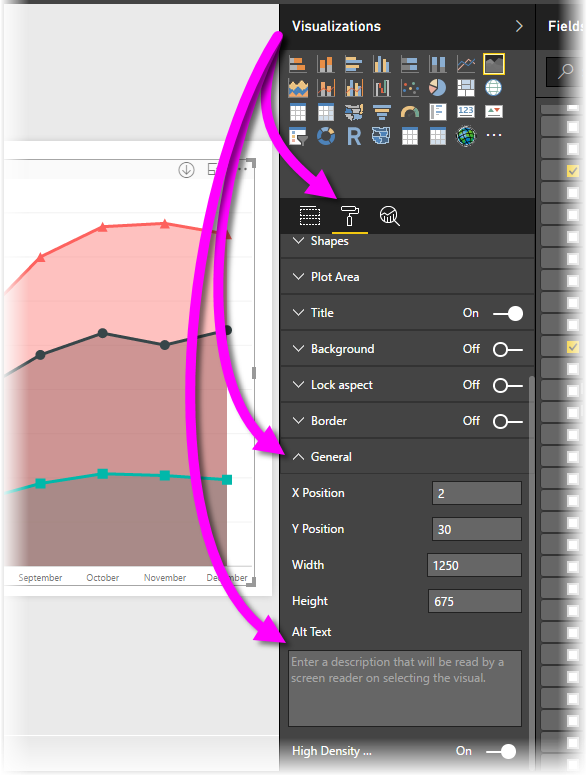 Visualizations
Fields
R
123
Shapes
Plot Area
Title On
Background Off
Lock aspect Off
Border Off
General
X Position 2
Y Position 30
Width 1250
Height 675
Alt Text
Enter a description that will be read by a
screen reader on selecting the visual.
High Density ... On
September October November December